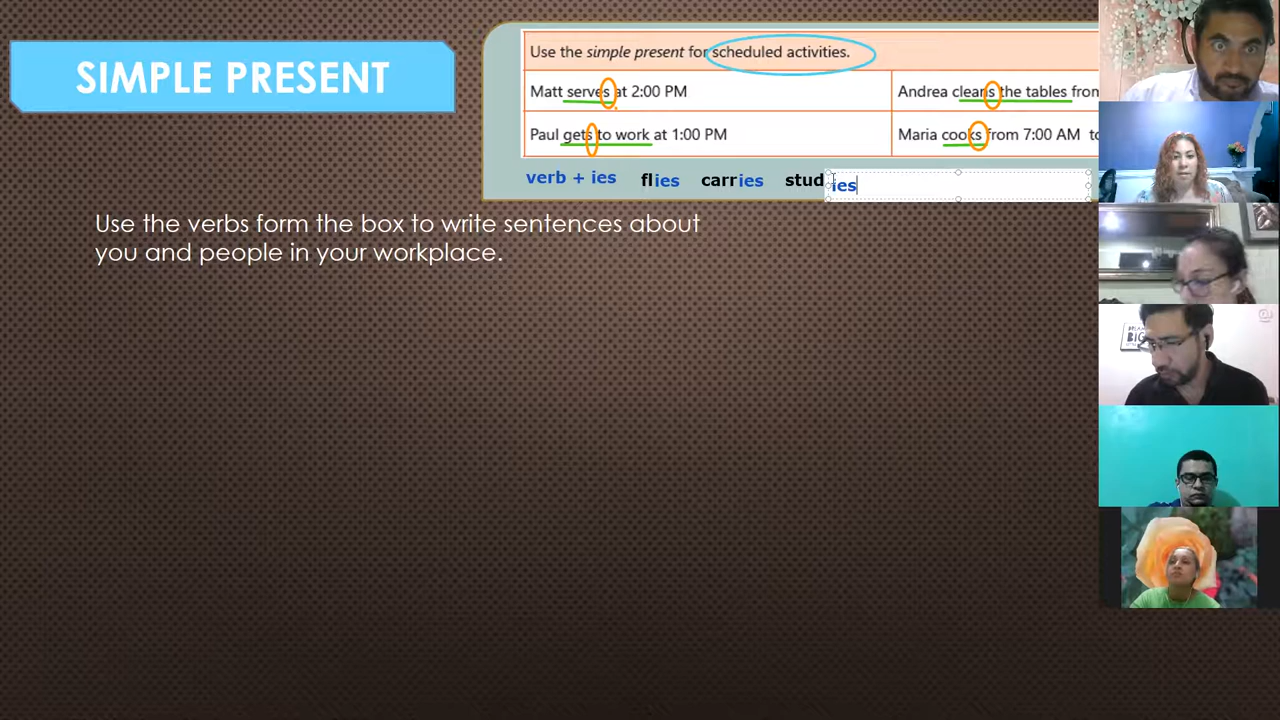 SIMPLE PRESENT
Use the simple present for scheduled activities.
Matt serves at 2:00 PM
Andrea cleans the tables from
Paul gets to work at 1:00 PM
Maria cooks from 7:00 AM to
verb + ies flies carries studies
Use the verbs form the box to write sentences about
you and people in your workplace.